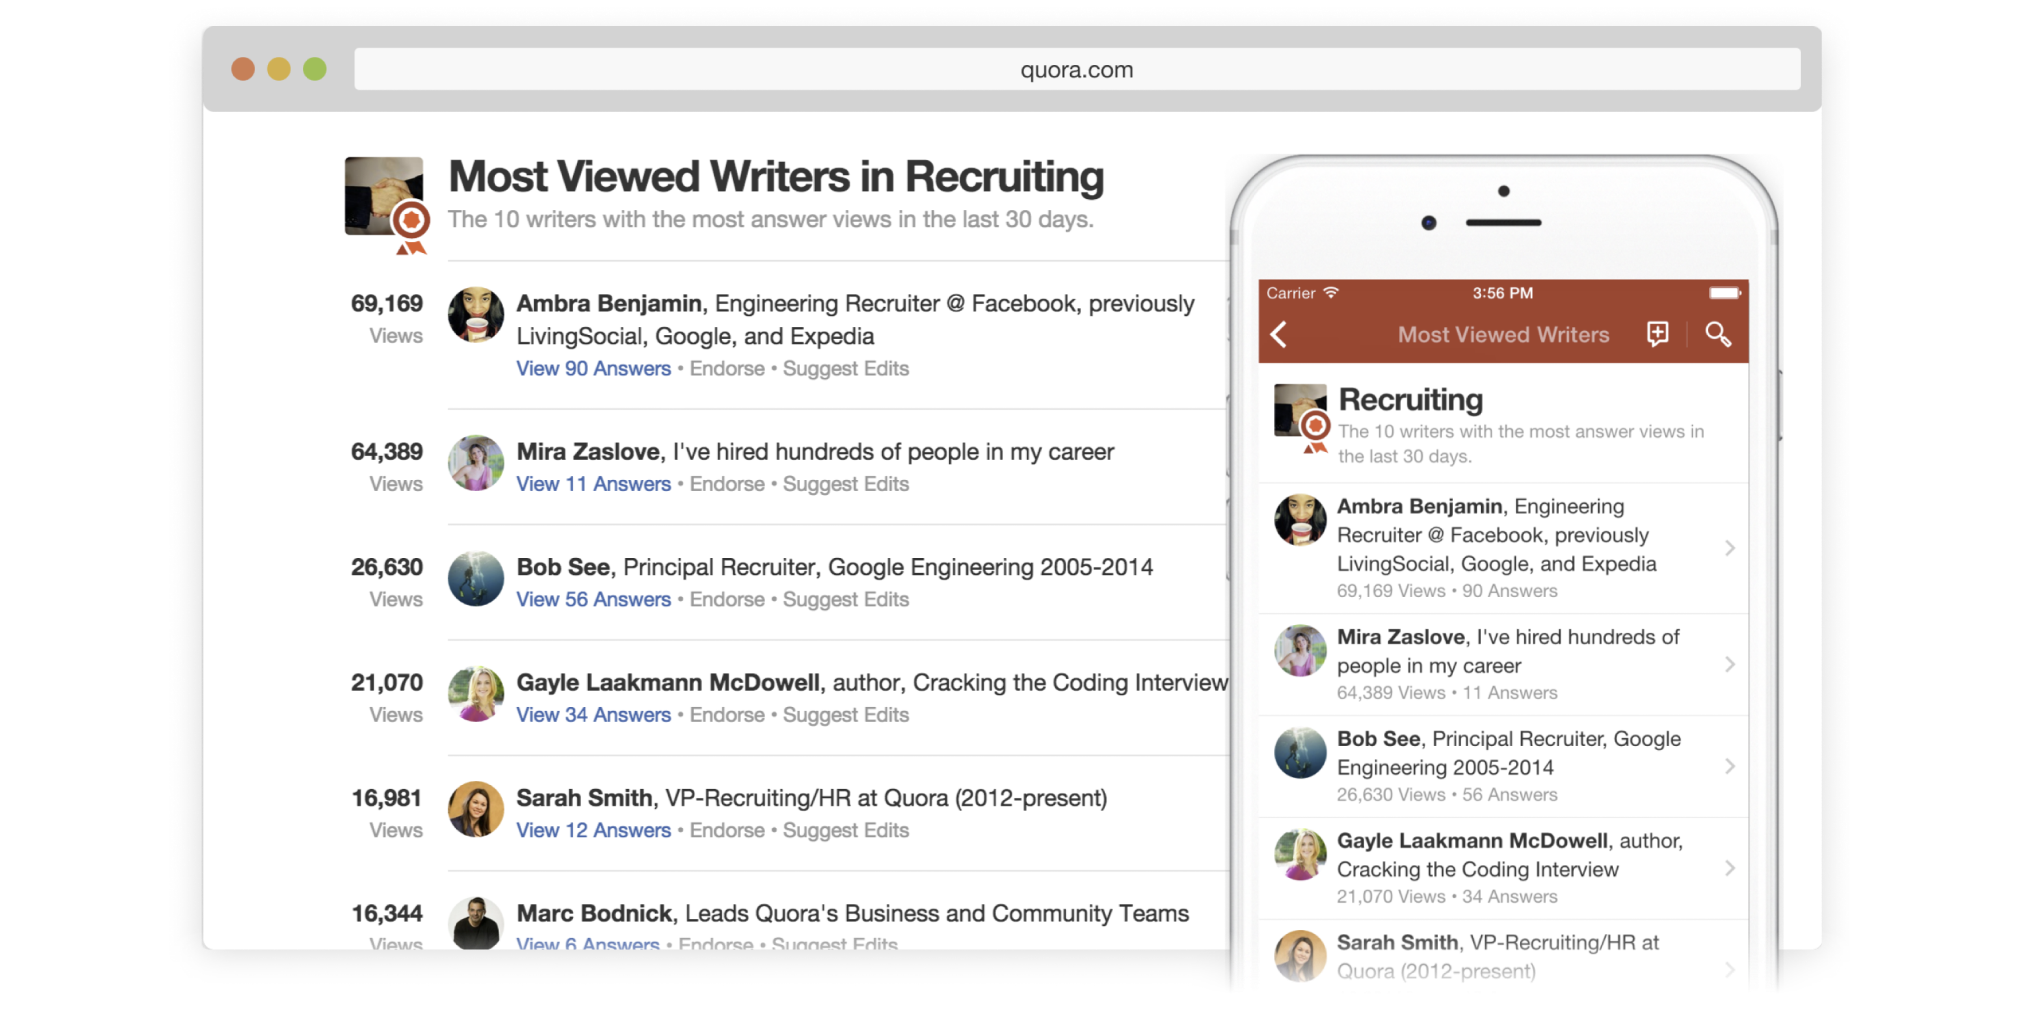 quora.com
Most Viewed Writers in Recruiting
The 10 writers with the most answer views in the last 30 days.
69,169
Views
Ambra Benjamin, Engineering Recruiter @ Facebook, previously
LivingSocial, Google, and Expedia
View 90 Answers • Endorse • Suggest Edits
64,389
Views
Mira Zaslove, I've hired hundreds of people in my career
View 11 Answers • Endorse • Suggest Edits
26,630
Views
Bob See, Principal Recruiter, Google Engineering 2005-2014
View 56 Answers • Endorse • Suggest Edits
21,070
Views
Gayle Laakmann McDowell, author, Cracking the Coding Interview
View 34 Answers • Endorse • Suggest Edits
16,981
Views
Sarah Smith, VP-Recruiting/HR at Quora (2012-present)
View 12 Answers • Endorse • Suggest Edits
16,344
Views
Marc Bodnick, Leads Quora's Business and Community Teams
View 6 Answers • Endorse • Suggest Edits
Carrier 3:56 PM
Most Viewed Writers
Recruiting
The 10 writers with the most answer views in
the last 30 days.
Ambra Benjamin, Engineering
Recruiter @ Facebook, previously
LivingSocial, Google, and Expedia
69,169 Views • 90 Answers
Mira Zaslove, I've hired hundreds of
people in my career
64,389 Views • 11 Answers
Bob See, Principal Recruiter, Google
Engineering 2005-2014
26,630 Views • 56 Answers
Gayle Laakmann McDowell, author,
Cracking the Coding Interview
21,070 Views • 34 Answers
Sarah Smith, VP-Recruiting/HR at
Quora (2012-present)